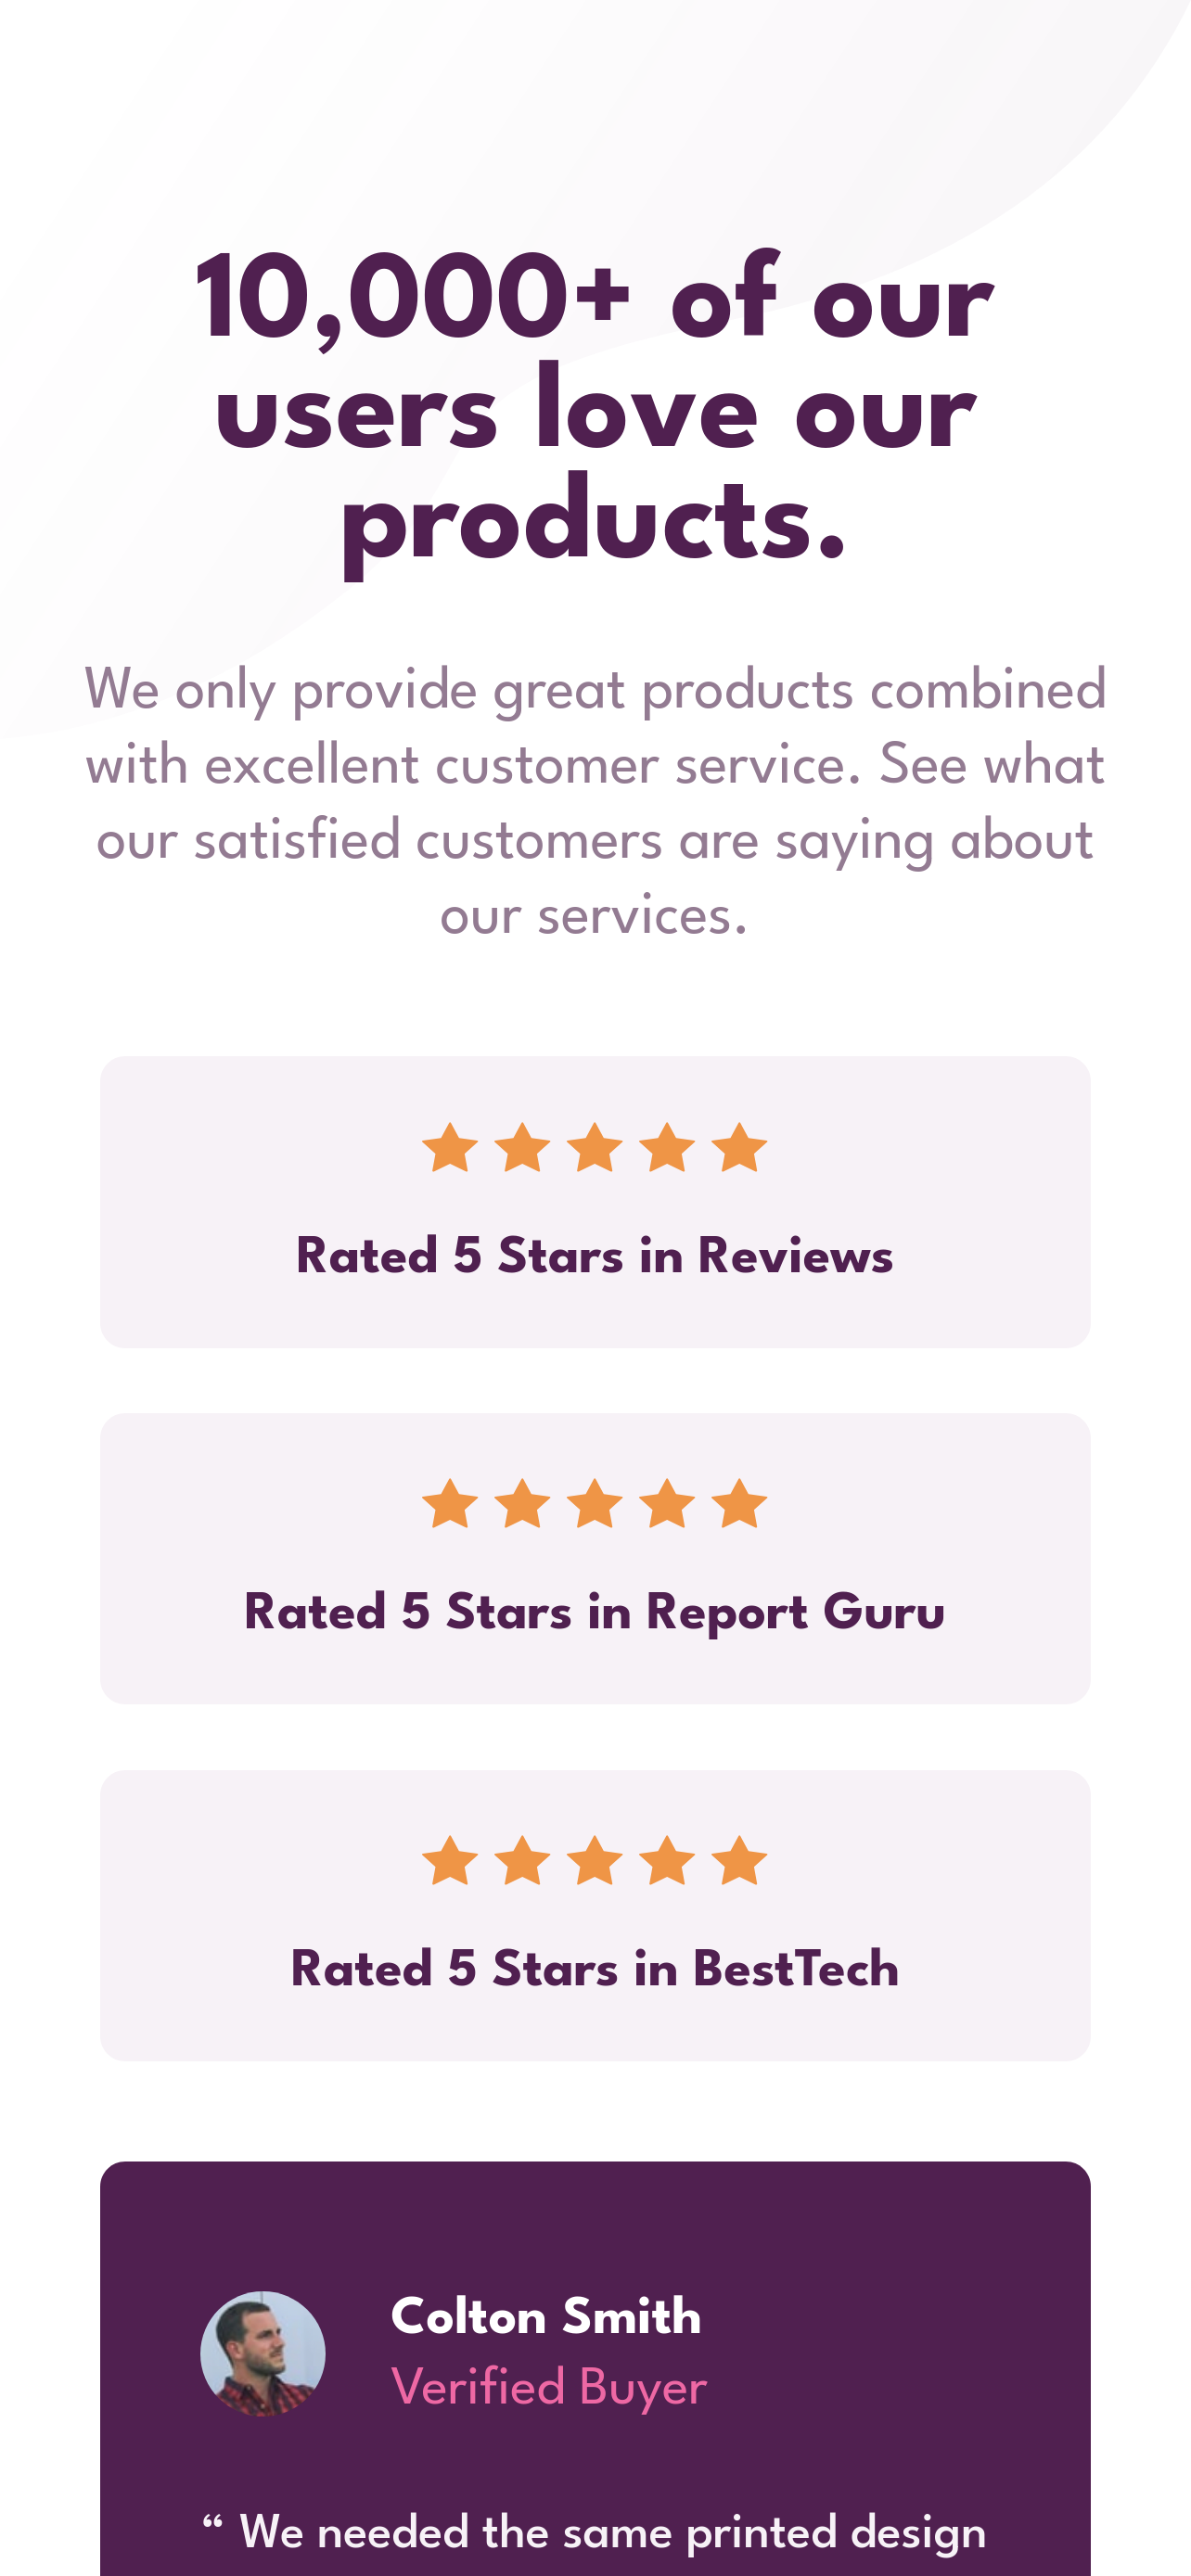 10,000+ of our
users love our
products.
We only provide great products combined
with excellent customer service. See what
our satisfied customers are saying about
our services.
Rated 5 Stars in Reviews
Rated 5 Stars in Report Guru
Rated 5 Stars in BestTech
Colton Smith
Verified Buyer
“ We needed the same printed design